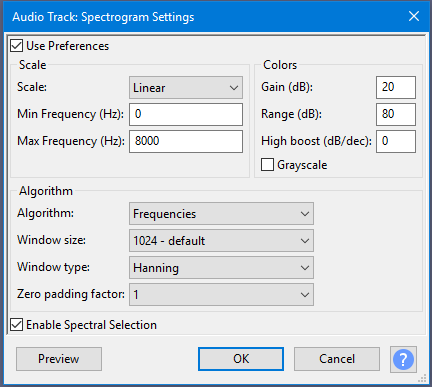 Audio Track: Spectrogram Settings
Use Preferences
Scale
Scale: Linear
Min Frequency (Hz): 0
Max Frequency (Hz): 8000
Colors
Gain (dB): 20
Range (dB): 80
High boost (dB/dec): 0
Grayscale
Algorithm
Algorithm: Frequencies
Window size: 1024 - default
Window type: Hanning
Zero padding factor: 1
Enable Spectral Selection
Preview OK Cancel ?